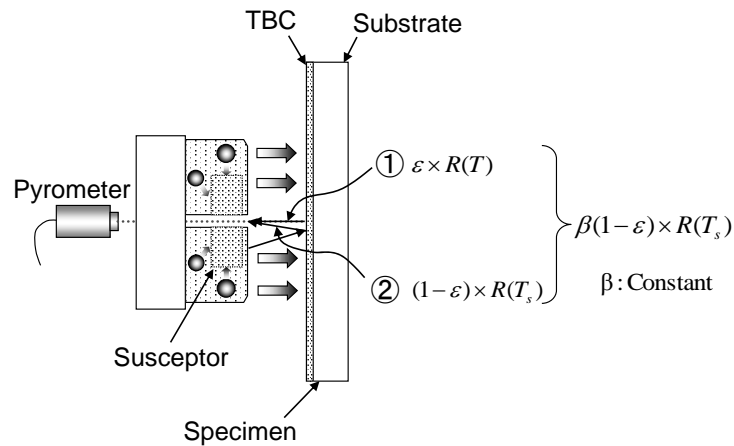 TBC
Substrate
① ε × R(T)
Pyrometer
β(1−ε) × R(Tₛ)
② (1−ε) × R(Tₛ)
β : Constant
Susceptor
Specimen